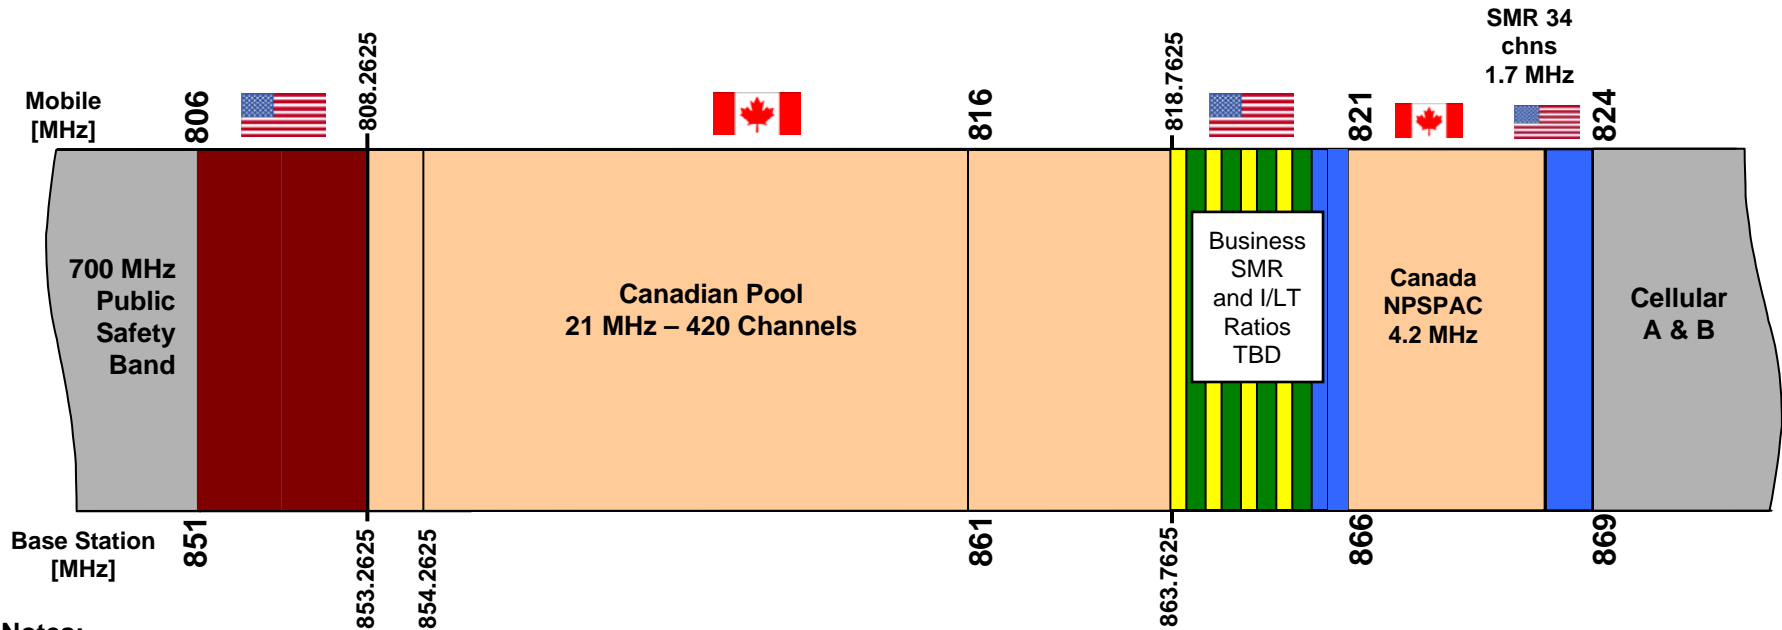 SMR 34
chns
1.7 MHz
Mobile
[MHz]
806
808.2625
816
818.7625
821
824
700 MHz
Public
Safety
Band
Canadian Pool
21 MHz – 420 Channels
Business
SMR
and I/LT
Ratios
TBD
Canada
NPSPAC
4.2 MHz
Cellular
A & B
Base Station
[MHz]
851
853.2625
854.2625
861
863.7625
866
869
Notes: